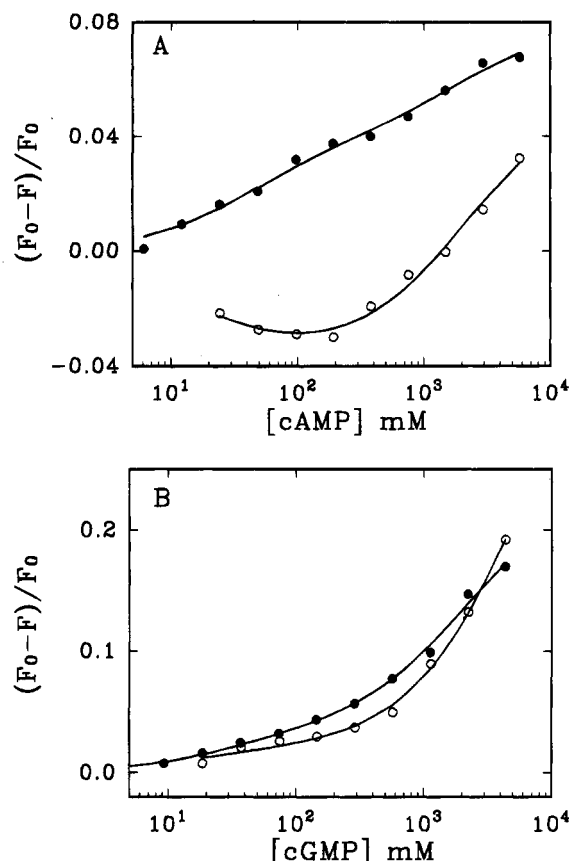 A
0.08
0.04
0.00
-0.04
(F₀-F)/F₀
10¹ 10² 10³ 10⁴
[cAMP] mM
B
0.2
0.1
0.0
(F₀-F)/F₀
10¹ 10² 10³ 10⁴
[cGMP] mM